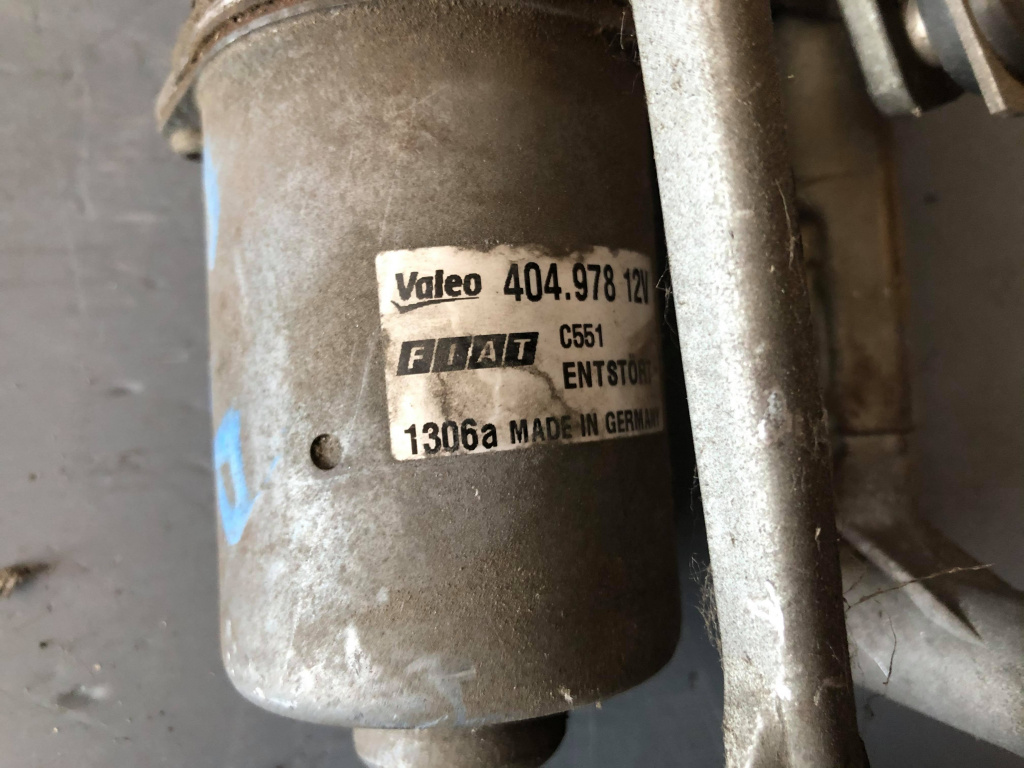 Valeo 404.978 12V
FIAT C551
ENTSTÖRT
1306a MADE IN GERMANY